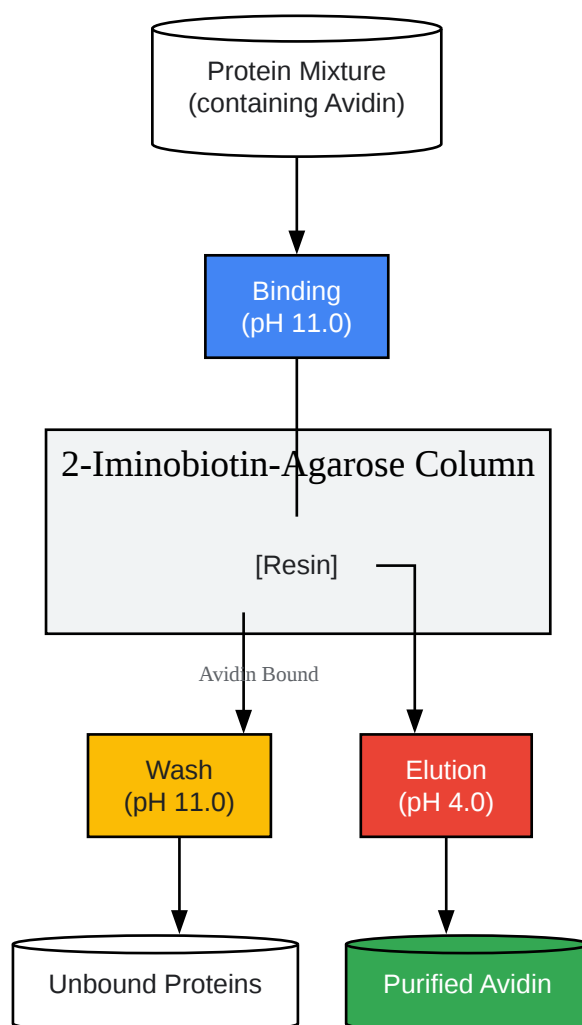 Protein Mixture
(containing Avidin)
Binding
(pH 11.0)
2-Iminobiotin-Agarose Column
[Resin]
Avidin Bound
Wash
(pH 11.0)
Elution
(pH 4.0)
Unbound Proteins
Purified Avidin